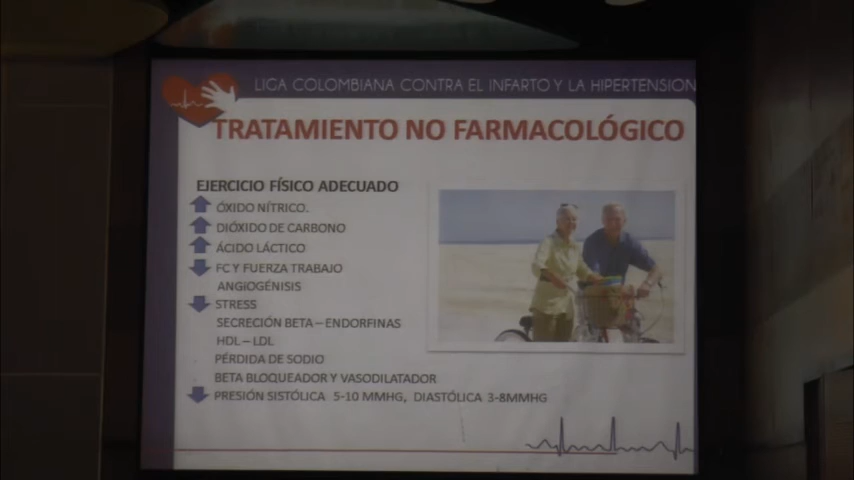 LIGA COLOMBIANA CONTRA EL INFARTO Y LA HIPERTENSION
TRATAMIENTO NO FARMACOLÓGICO
EJERCICIO FÍSICO ADECUADO
ÓXIDO NÍTRICO.
DIÓXIDO DE CARBONO
ÁCIDO LÁCTICO
FC Y FUERZA TRABAJO
ANGIOGÉNISIS
STRESS
SECRECIÓN BETA – ENDORFINAS
HDL – LDL
PÉRDIDA DE SODIO
BETA BLOQUEADOR Y VASODILATADOR
PRESIÓN SISTÓLICA 5-10 MMHG, DIASTÓLICA 3-8MMHG